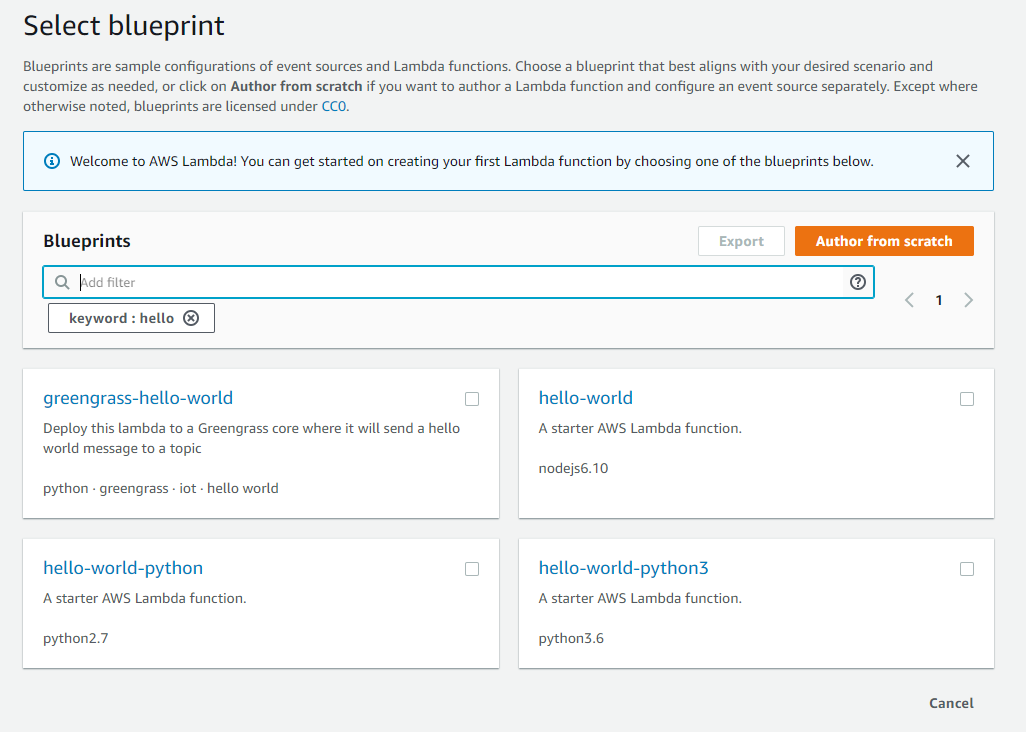 Select blueprint
Blueprints are sample configurations of event sources and Lambda functions. Choose a blueprint that best aligns with your desired scenario and
customize as needed, or click on Author from scratch if you want to author a Lambda function and configure an event source separately. Except where
otherwise noted, blueprints are licensed under CC0.
Welcome to AWS Lambda! You can get started on creating your first Lambda function by choosing one of the blueprints below.
Blueprints
Export
Author from scratch
Add filter
1
keyword : hello
greengrass-hello-world
Deploy this lambda to a Greengrass core where it will send a hello
world message to a topic
python · greengrass · iot · hello world
hello-world
A starter AWS Lambda function.
nodejs6.10
hello-world-python
A starter AWS Lambda function.
python2.7
hello-world-python3
A starter AWS Lambda function.
python3.6
Cancel